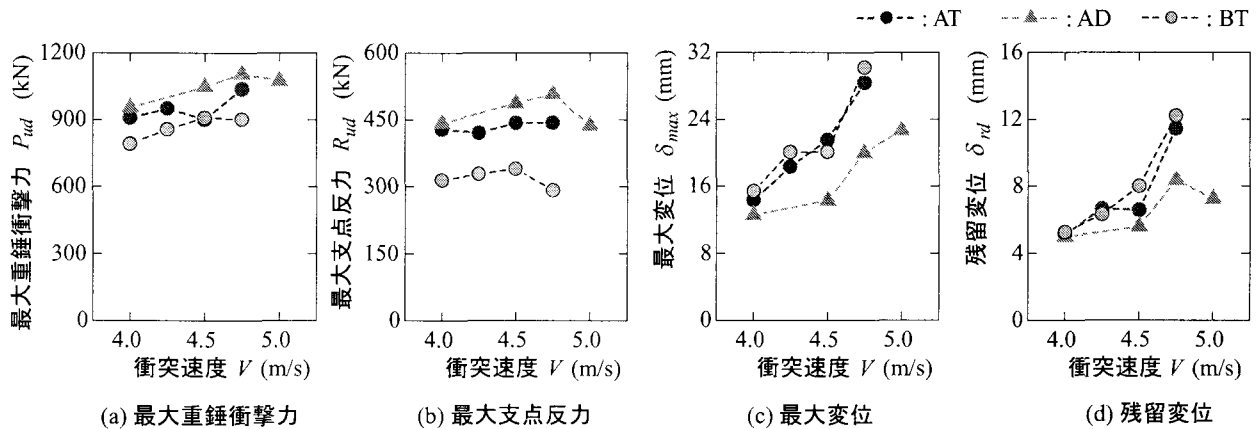 : AT : AD : BT
最大重錘衝撃力 P_ud (kN)
1200
900
600
300
0
4.0 4.5 5.0
衝突速度 V (m/s)
(a) 最大重錘衝撃力
最大支点反力 R_ud (kN)
600
450
300
150
0
4.0 4.5 5.0
衝突速度 V (m/s)
(b) 最大支点反力
最大変位 δ_max (mm)
32
24
16
8
0
4.0 4.5 5.0
衝突速度 V (m/s)
(c) 最大変位
残留変位 δ_rd (mm)
16
12
8
4
0
4.0 4.5 5.0
衝突速度 V (m/s)
(d) 残留変位